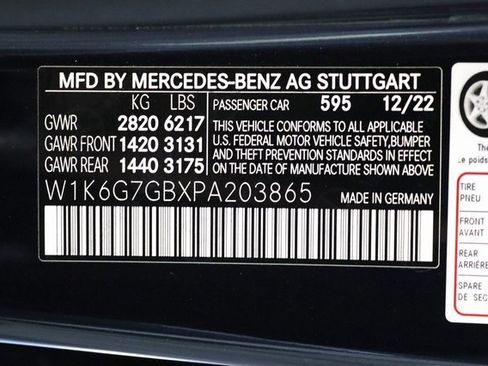 MFD BY MERCEDES-BENZ AG STUTTGART
KG LBS PASSENGER CAR 595 12/22
GVWR 2820 6217
GAWR FRONT 1420 3131
GAWR REAR 1440 3175
THIS VEHICLE CONFORMS TO ALL APPLICABLE
U.S. FEDERAL MOTOR VEHICLE SAFETY,BUMPER
AND THEFT PREVENTION STANDARDS IN EFFECT
ON THE DATE OF MANUFACTURE SHOWN ABOVE
W1K6G7GBXPA203865 MADE IN GERMANY
The
Le poids
TIRE
PNEU
FRONT
AVANT
REAR
ARRIÈRE
SPARE
DE SEC